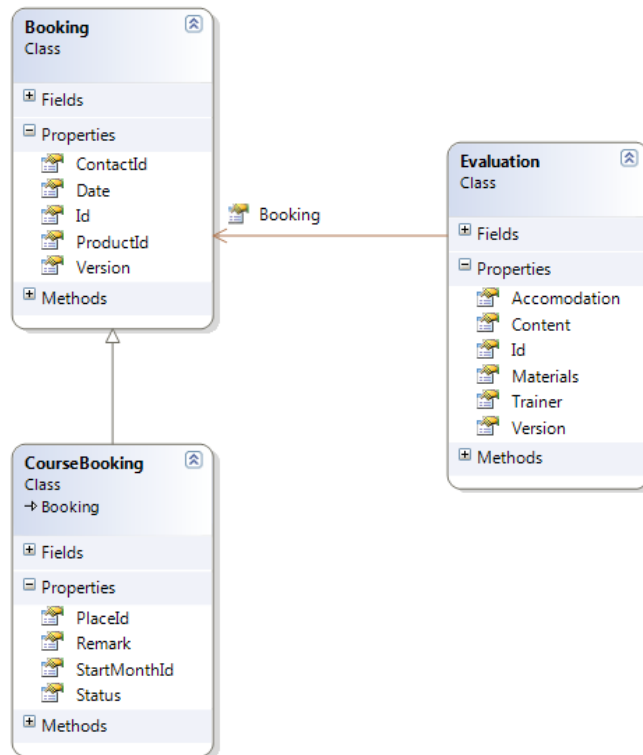 Booking
Class
Fields
Properties
ContactId
Date
Id
ProductId
Version
Methods
Booking
Evaluation
Class
Fields
Properties
Accomodation
Content
Id
Materials
Trainer
Version
Methods
CourseBooking
Class
Booking
Fields
Properties
PlaceId
Remark
StartMonthId
Status
Methods